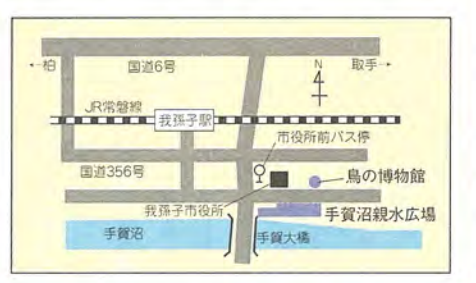 ←柏
国道6号
N
取手→
JR常磐線
我孫子駅
市役所前バス停
国道356号
鳥の博物館
我孫子市役所
手賀沼親水広場
手賀沼
手賀大橋